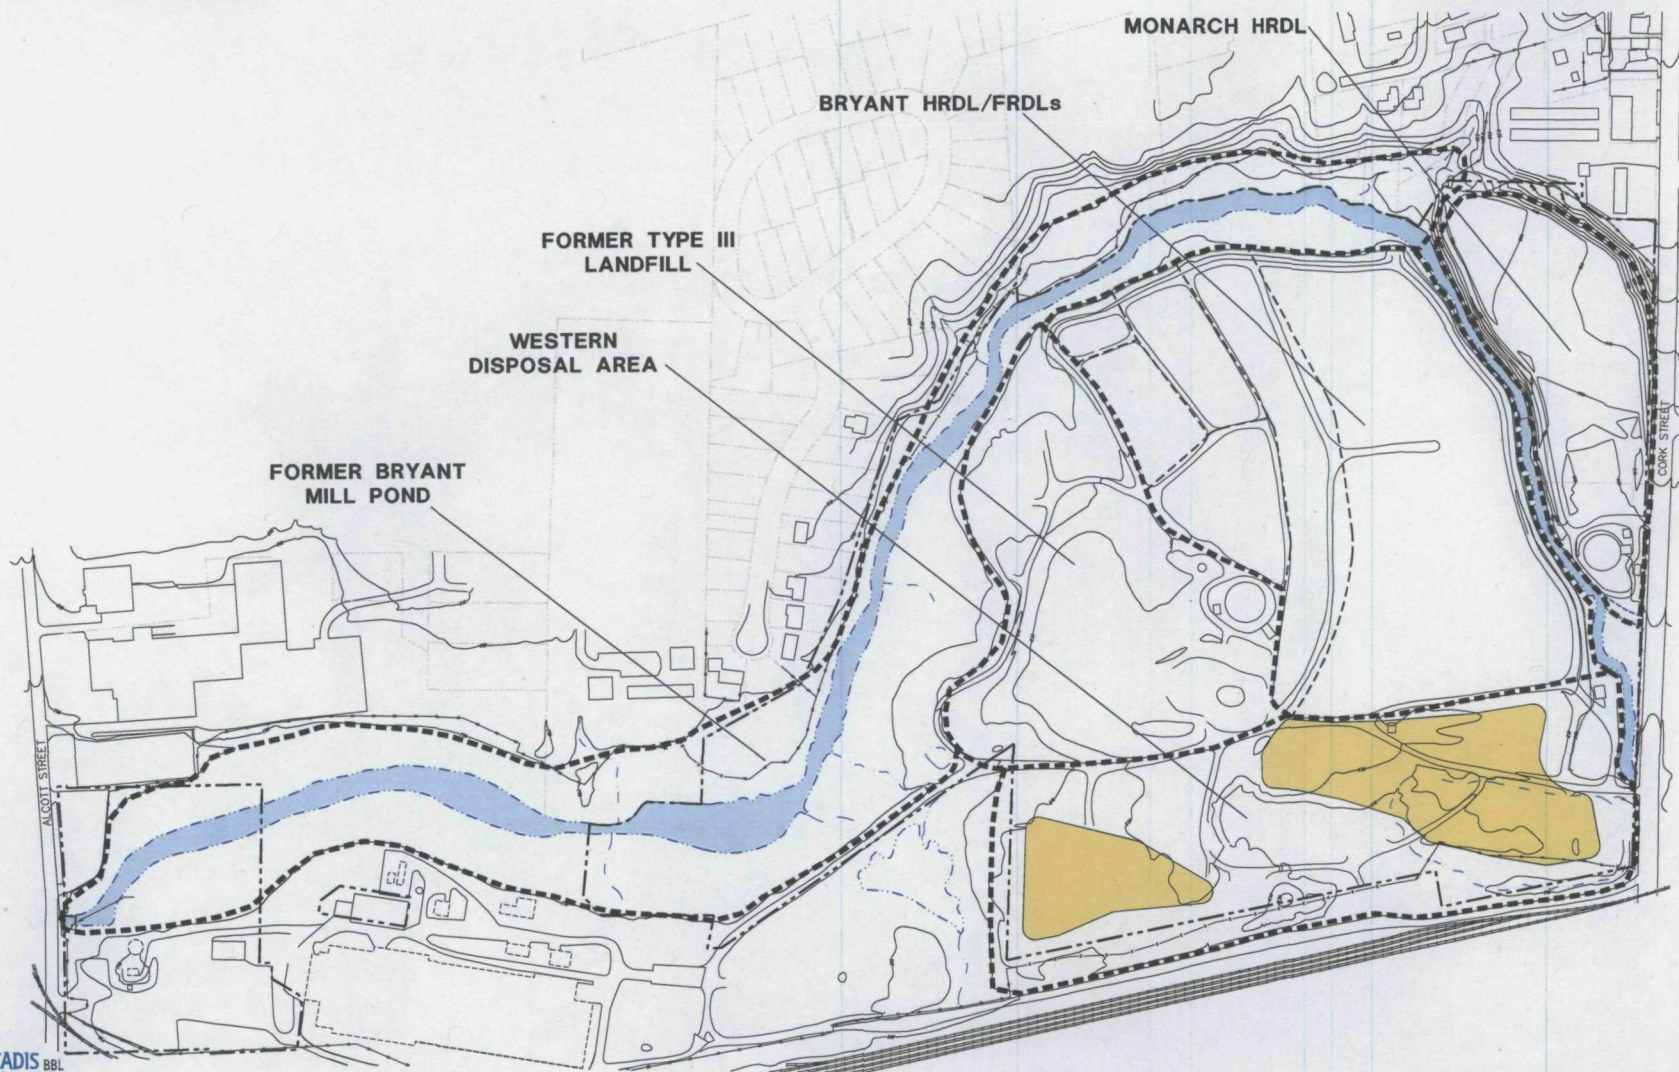 MONARCH HRDL
BRYANT HRDL/FRDLs
FORMER TYPE III
LANDFILL
WESTERN
DISPOSAL AREA
FORMER BRYANT
MILL POND
CORK STREET
ALCOTT STREET
ADIS BBL